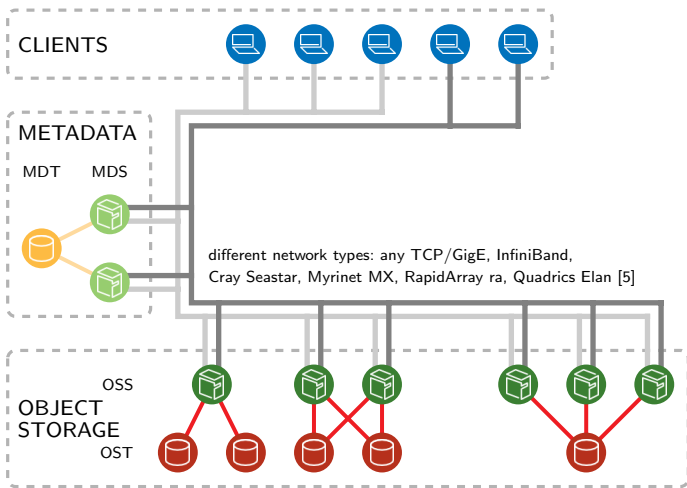 CLIENTS
METADATA
MDT MDS
different network types: any TCP/GigE, InfiniBand,
Cray Seastar, Myrinet MX, RapidArray ra, Quadrics Elan [5]
OSS
OBJECT
STORAGE
OST